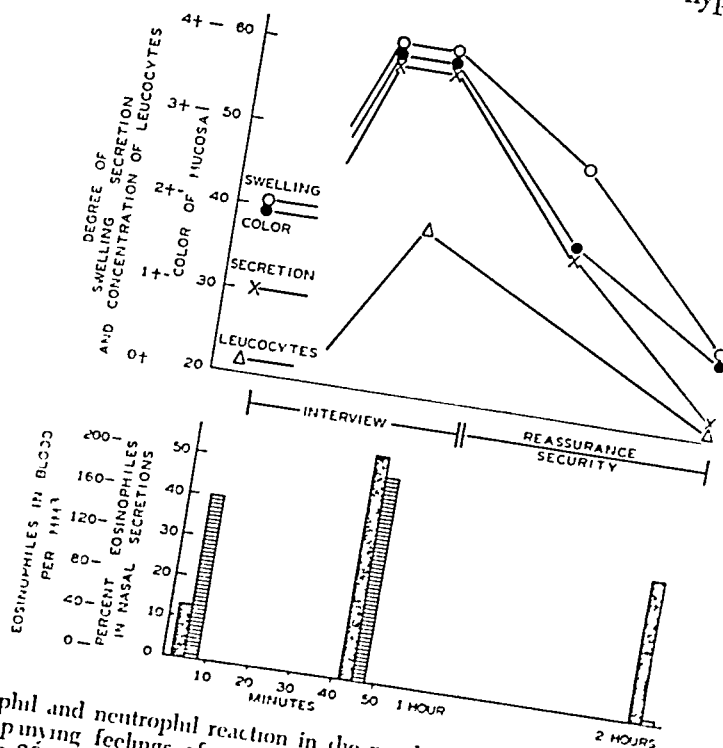 hyp
4+ 60
3+ 50
2+ 40
1+ 30
0+ 20
DEGREE OF
SWELLING SECRETION
AND CONCENTRATION OF LEUCOCYTES
COLOR OF MUCOSA
SWELLING
COLOR
SECRETION
LEUCOCYTES
INTERVIEW
REASSURANCE
SECURITY
EOSINOPHILES IN BLOOD
PER MM3
200
160
120
80
40
0
PERCENT EOSINOPHILES
IN NASAL SECRETIONS
50
40
30
20
10
0
10 20 30 40 50 1 HOUR 2 HOURS
MINUTES
phil and neutrophil reaction in the
feelings of